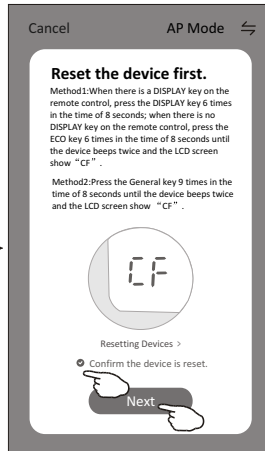 Cancel AP Mode
Reset the device first.
Method1:When there is a DISPLAY key on the
remote control, press the DISPLAY key 6 times
in the time of 8 seconds; when there is no
DISPLAY key on the remote control, press the
ECO key 6 times in the time of 8 seconds until
the device beeps twice and the LCD screen
show “CF”.
Method2:Press the General key 9 times in the
time of 8 seconds until the device beeps twice
and the LCD screen show “CF”.
CF
Resetting Devices >
Confirm the device is reset.
Next